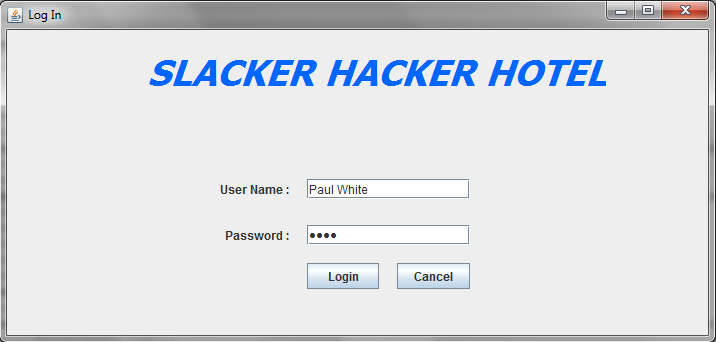 Log In
SLACKER HACKER HOTEL
User Name : Paul White
Password : ••••
Login Cancel